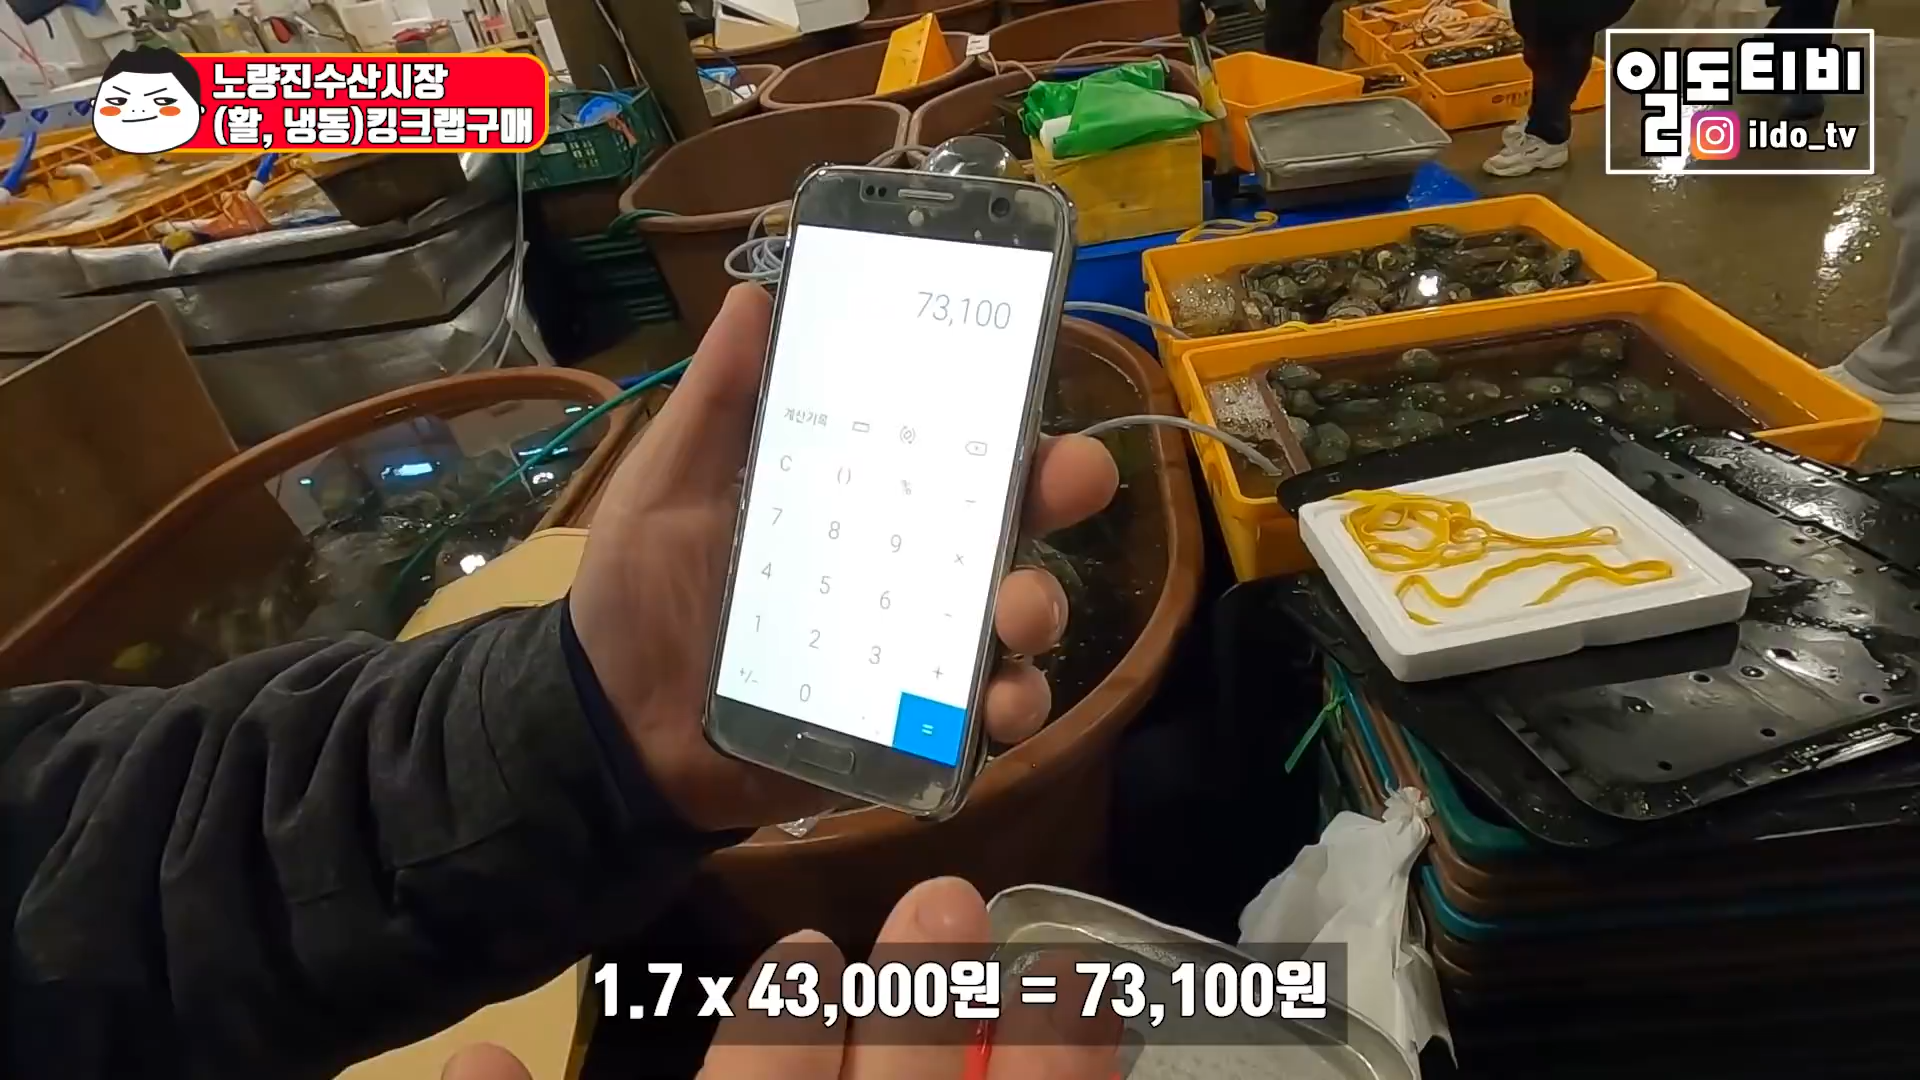 노량진수산시장
(활, 냉동)킹크랩구매
일도티비
ildo_tv
73,100
계산기록
C ( ) %
7 8 9 ×
4 5 6 -
1 2 3 +
+/- 0 . =
1.7 x 43,000원 = 73,100원